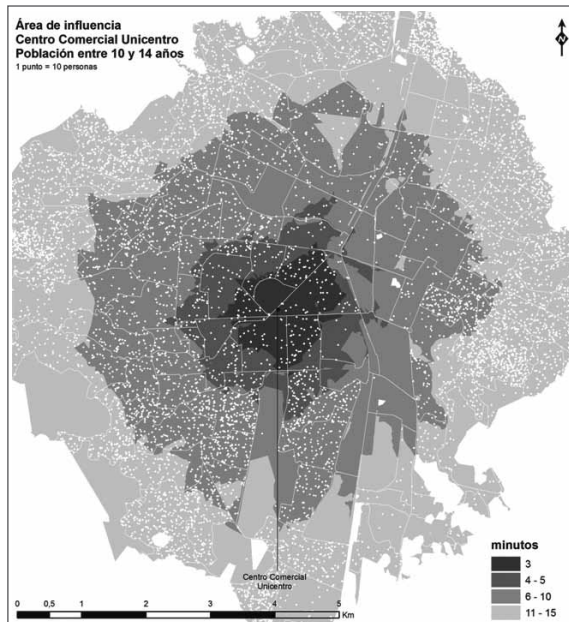 Área de influencia
Centro Comercial Unicentro
Población entre 10 y 14 años
1 punto = 10 personas
N
Centro Comercial
Unicentro
minutos
3
4 - 5
6 - 10
11 - 15
0 0,5 1 2 3 4 5
Km